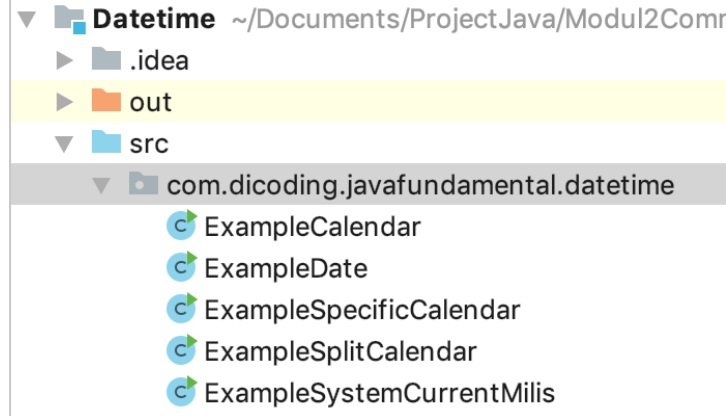 Datetime ~/Documents/ProjectJava/Modul2Comm
.idea
out
src
com.dicoding.javafundamental.datetime
C ExampleCalendar
C ExampleDate
C ExampleSpecificCalendar
C ExampleSplitCalendar
C ExampleSystemCurrentMilis